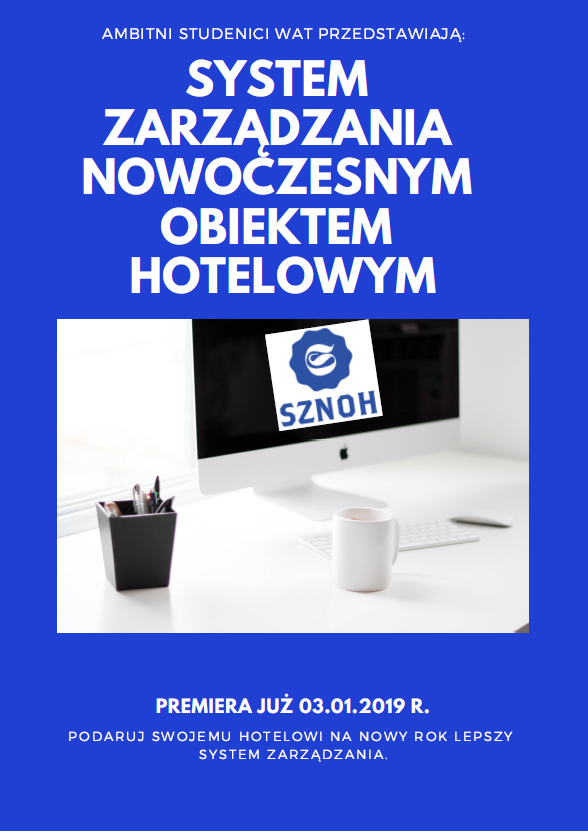 AMBITNI STUDENICI WAT PRZEDSTAWIAJĄ:
SYSTEM
ZARZĄDZANIA
NOWOCZESNYM
OBIEKTEM
HOTELOWYM
SZNOH
PREMIERA JUŻ 03.01.2019 R.
PODARUJ SWOJEMU HOTELOWI NA NOWY ROK LEPSZY
SYSTEM ZARZĄDZANIA.